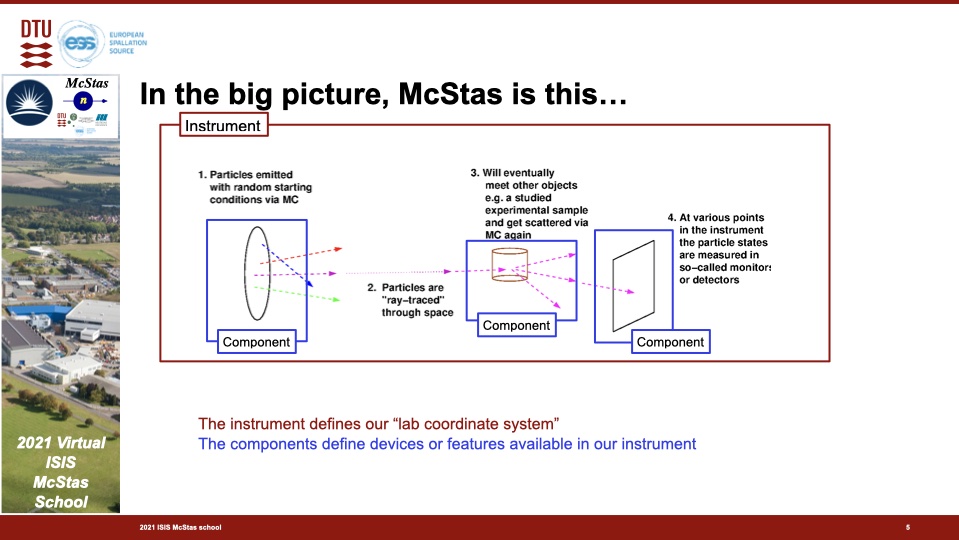 DTU
ess
EUROPEAN
SPALLATION
SOURCE
McStas
n
In the big picture, McStas is this…
Instrument
1. Particles emitted
with random starting
conditions via MC
Component
2. Particles are
"ray–traced"
through space
3. Will eventually
meet other objects
e.g. a studied
experimental sample
and get scattered via
MC again
Component
4. At various points
in the instrument
the particle states
are measured in
so–called monitors
or detectors
Component
The instrument defines our “lab coordinate system”
The components define devices or features available in our instrument
2021 Virtual
ISIS
McStas
School
2021 ISIS McStas school
5